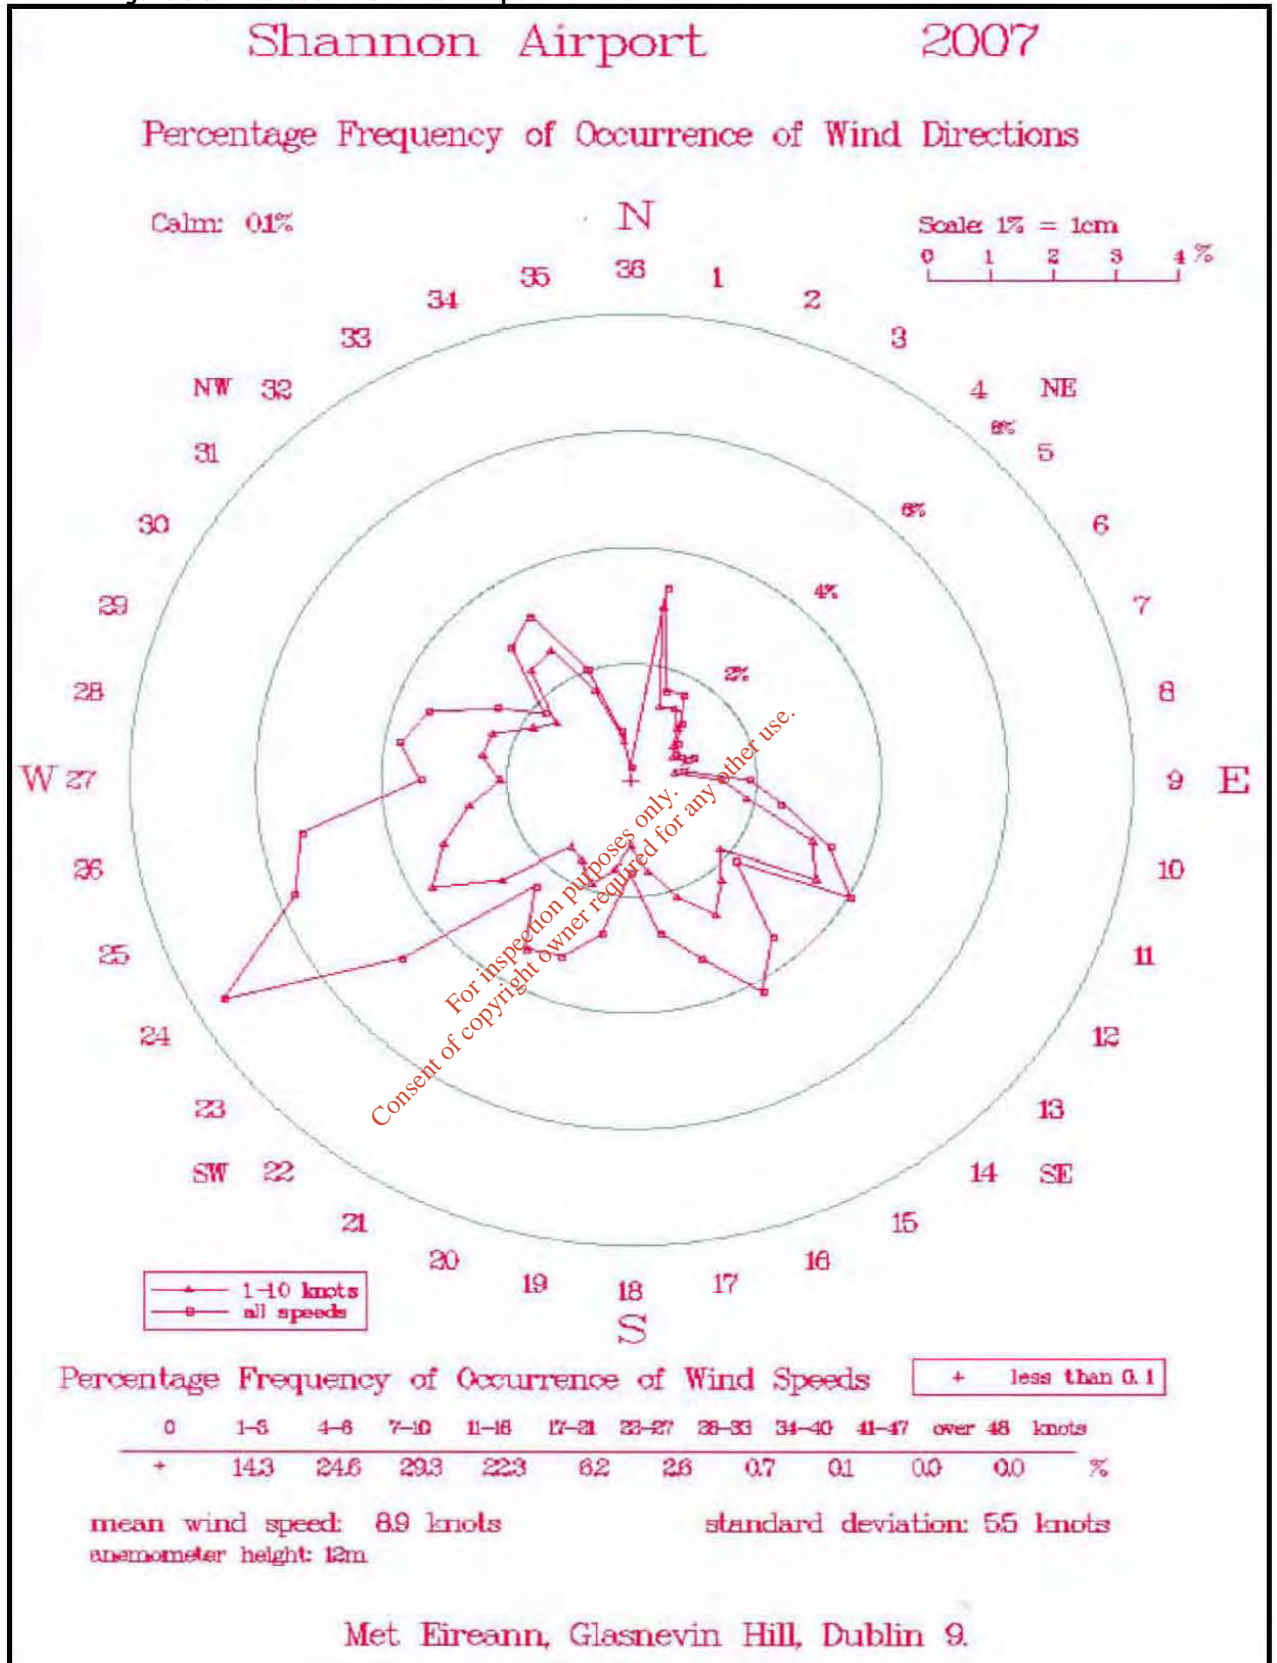 Shannon Airport 2007
Percentage Frequency of Occurrence of Wind Directions
Calm: 0.1%
N
Scale: 1% = 1cm
0 1 2 3 4 %
36
35 1
34 2
33 3
NW 32 4 NE
8%
31 5
6%
30 6
4%
29 7
2%
28 8
W 27 9 E
26 10
25 11
24 12
23 13
SW 22 14 SE
21 15
20 16
19 17
18
S
For inspection purposes only.
Consent of copyright owner required for any other use.
1-10 knots
all speeds
Percentage Frequency of Occurrence of Wind Speeds
+ less than 0.1
0 1-3 4-6 7-10 11-16 17-21 22-27 28-33 34-40 41-47 over 48 knots
+ 14.3 24.6 29.3 22.3 6.2 2.6 0.7 0.1 0.0 0.0 %
mean wind speed: 8.9 knots standard deviation: 5.5 knots
anemometer height: 12m
Met Eireann, Glasnevin Hill, Dublin 9.